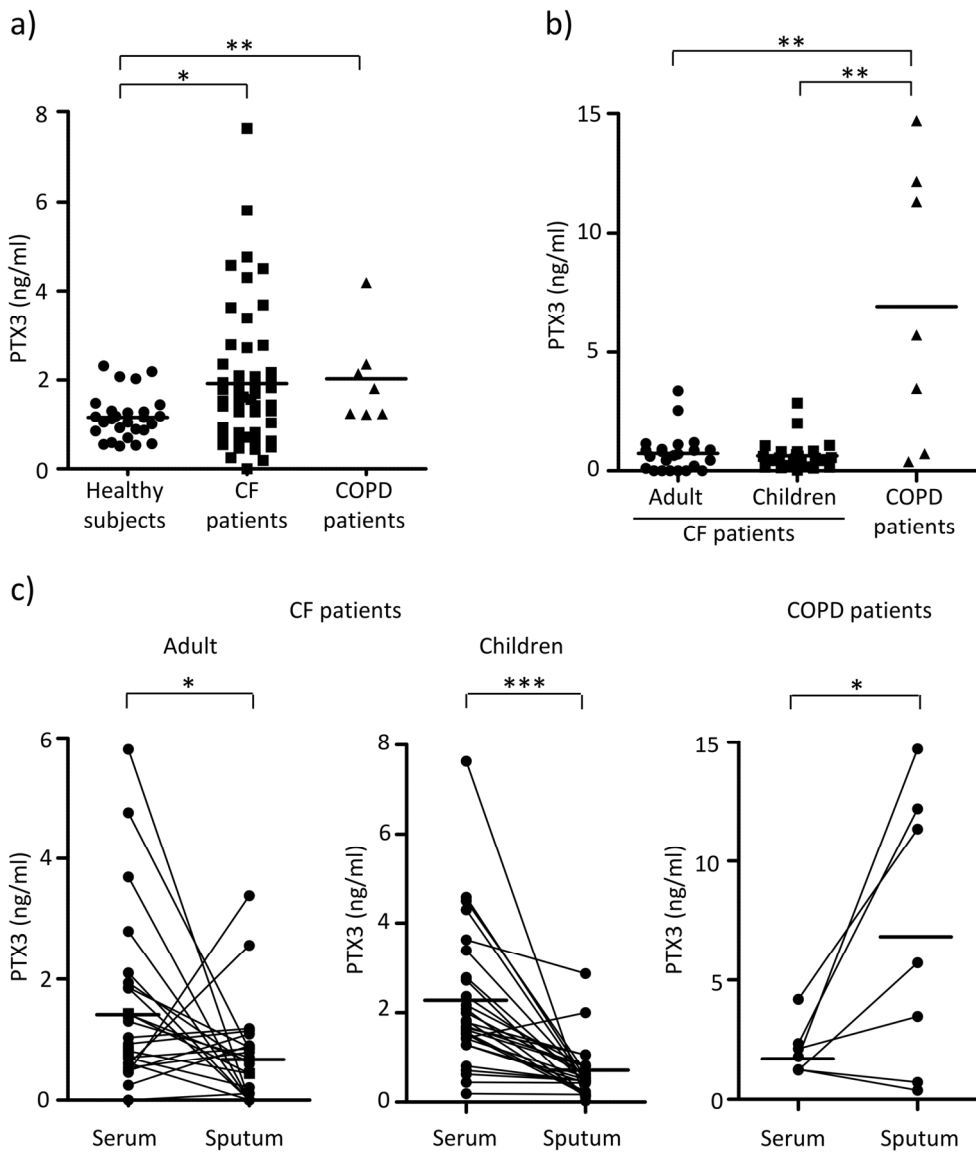 a)
**
*
8
6
4
2
0
PTX3 (ng/ml)
Healthy
subjects
CF
patients
COPD
patients
b)
**
**
15
10
5
0
PTX3 (ng/ml)
Adult
Children
CF patients
COPD
patients
c)
CF patients
COPD patients
Adult
Children
*
6
4
2
0
PTX3 (ng/ml)
Serum
Sputum
***
8
6
4
2
0
PTX3 (ng/ml)
Serum
Sputum
*
15
10
5
0
PTX3 (ng/ml)
Serum
Sputum